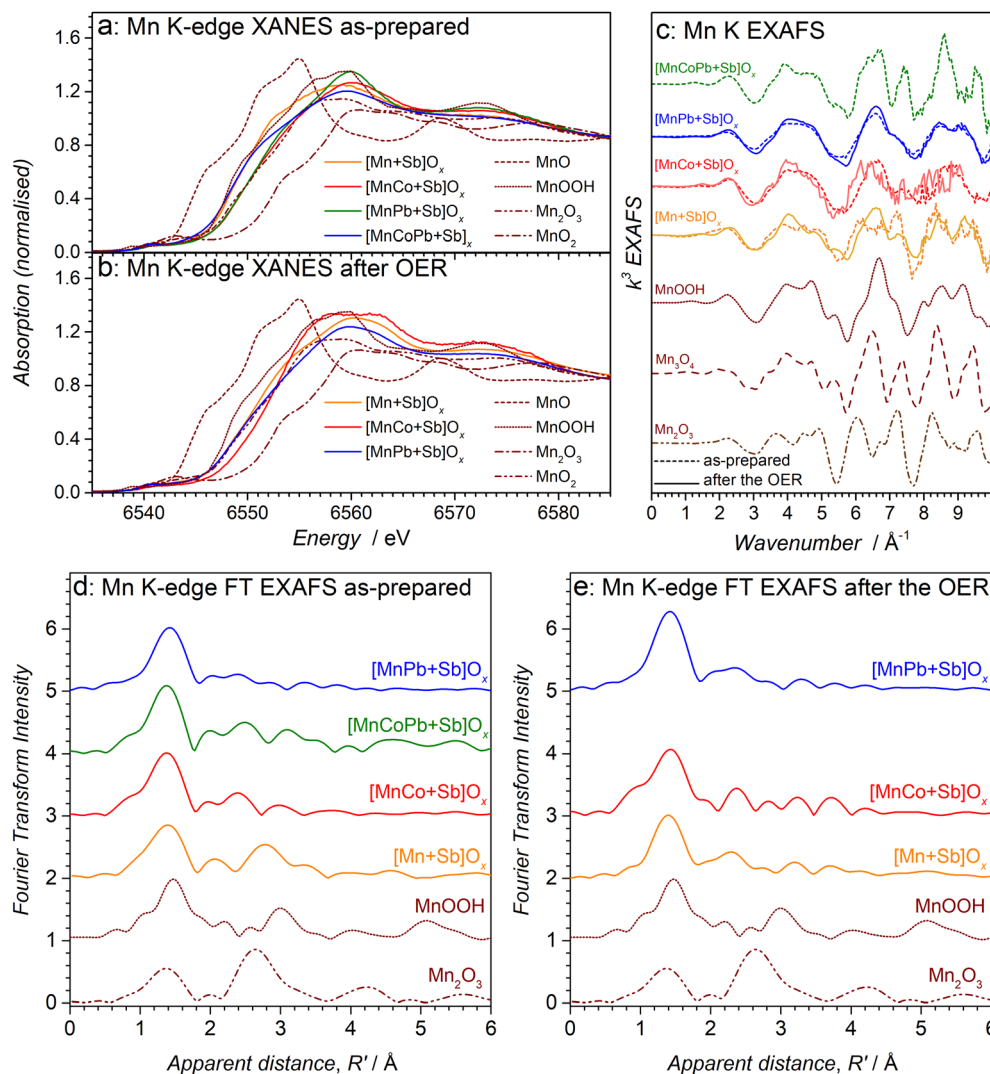 a: Mn K-edge XANES as-prepared
1.6
1.2
0.8
0.4
0.0
[Mn+Sb]Oₓ
[MnCo+Sb]Oₓ
[MnPb+Sb]Oₓ
[MnCoPb+Sb]ₓ
MnO
MnOOH
Mn₂O₃
MnO₂
b: Mn K-edge XANES after OER
1.6
1.2
0.8
0.4
0.0
[Mn+Sb]Oₓ
[MnCo+Sb]Oₓ
[MnPb+Sb]Oₓ
MnO
MnOOH
Mn₂O₃
MnO₂
Absorption (normalised)
6540 6550 6560 6570 6580
Energy / eV
c: Mn K EXAFS
[MnCoPb+Sb]Oₓ
[MnPb+Sb]Oₓ
[MnCo+Sb]Oₓ
[Mn+Sb]Oₓ
MnOOH
Mn₃O₄
Mn₂O₃
as-prepared
after the OER
k³ EXAFS
0 1 2 3 4 5 6 7 8 9
Wavenumber / Å⁻¹
d: Mn K-edge FT EXAFS as-prepared
6
5
4
3
2
1
0
[MnPb+Sb]Oₓ
[MnCoPb+Sb]Oₓ
[MnCo+Sb]Oₓ
[Mn+Sb]Oₓ
MnOOH
Mn₂O₃
Fourier Transform Intensity
0 1 2 3 4 5 6
Apparent distance, R' / Å
e: Mn K-edge FT EXAFS after the OER
6
5
4
3
2
1
0
[MnPb+Sb]Oₓ
[MnCo+Sb]Oₓ
[Mn+Sb]Oₓ
MnOOH
Mn₂O₃
Fourier Transform Intensity
0 1 2 3 4 5 6
Apparent distance, R' / Å